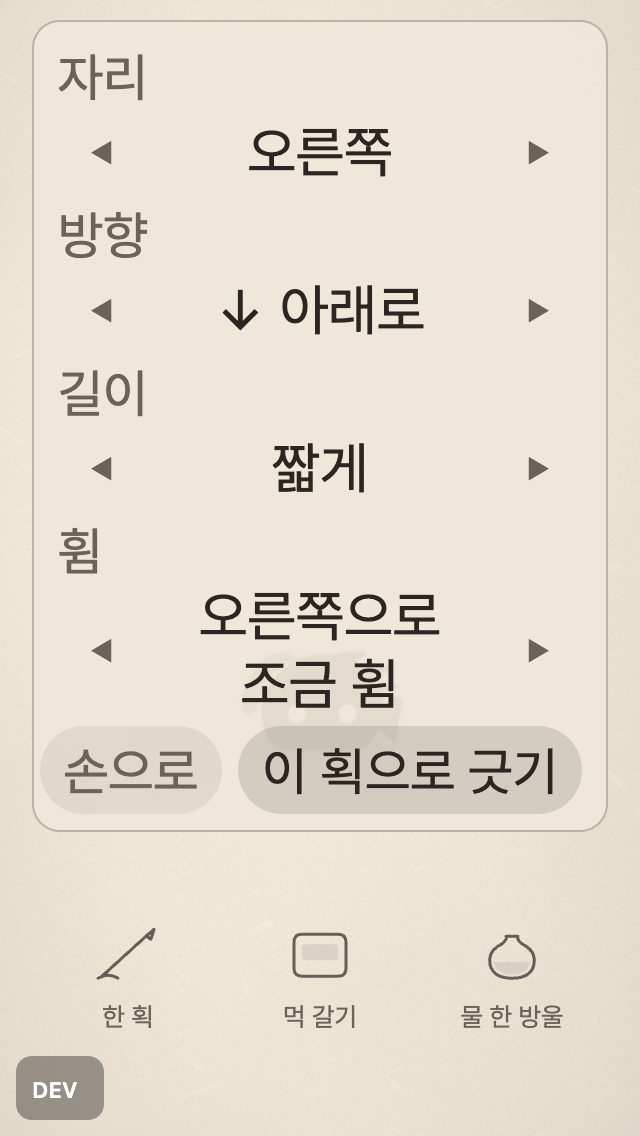 자리
◀ 오른쪽 ▶
방향
◀ ↓ 아래로 ▶
길이
◀ 짧게 ▶
휨
오른쪽으로
◀ 조금 휨 ▶
손으로 이 획으로 긋기
한 획 먹 갈기 물 한 방울
DEV